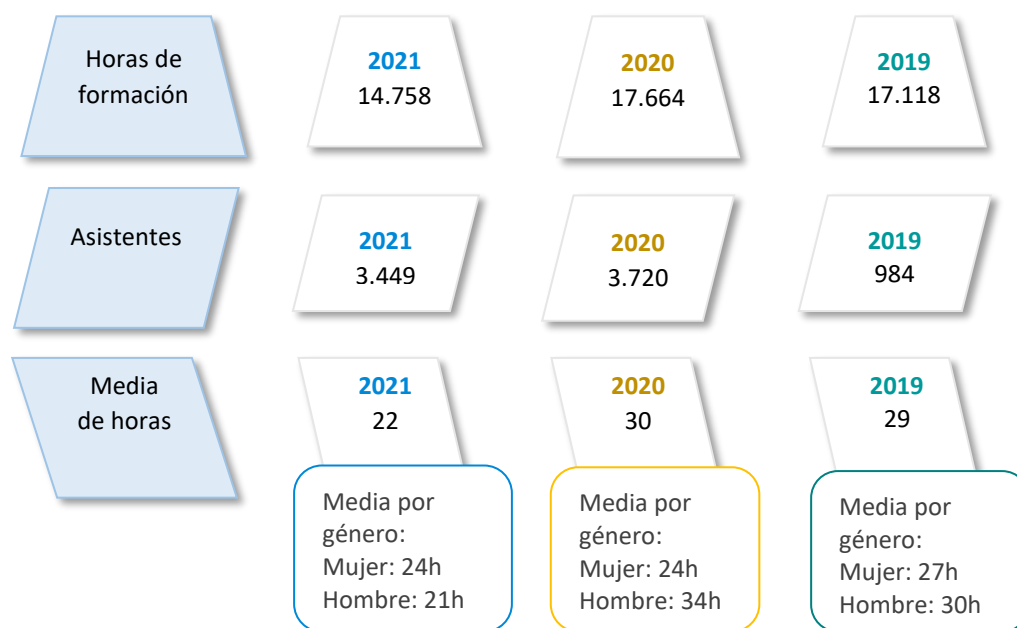 Horas de
formación
2021
14.758
2020
17.664
2019
17.118
Asistentes
2021
3.449
2020
3.720
2019
984
Media
de horas
2021
22
2020
30
2019
29
Media por
género:
Mujer: 24h
Hombre: 21h
Media por
género:
Mujer: 24h
Hombre: 34h
Media por
género:
Mujer: 27h
Hombre: 30h